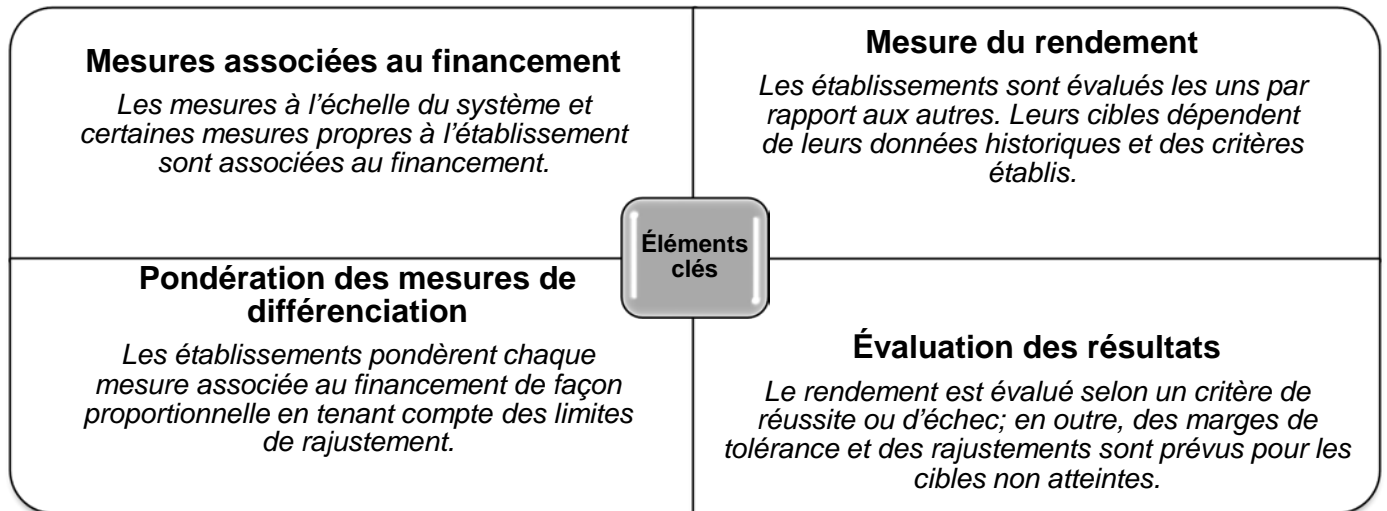 Mesures associées au financement
Les mesures à l’échelle du système et
certaines mesures propres à l’établissement
sont associées au financement.
Mesure du rendement
Les établissements sont évalués les uns par
rapport aux autres. Leurs cibles dépendent
de leurs données historiques et des critères
établis.
Éléments
clés
Pondération des mesures de
différenciation
Les établissements pondèrent chaque
mesure associée au financement de façon
proportionnelle en tenant compte des limites
de rajustement.
Évaluation des résultats
Le rendement est évalué selon un critère de
réussite ou d’échec; en outre, des marges de
tolérance et des rajustements sont prévus pour les
cibles non atteintes.